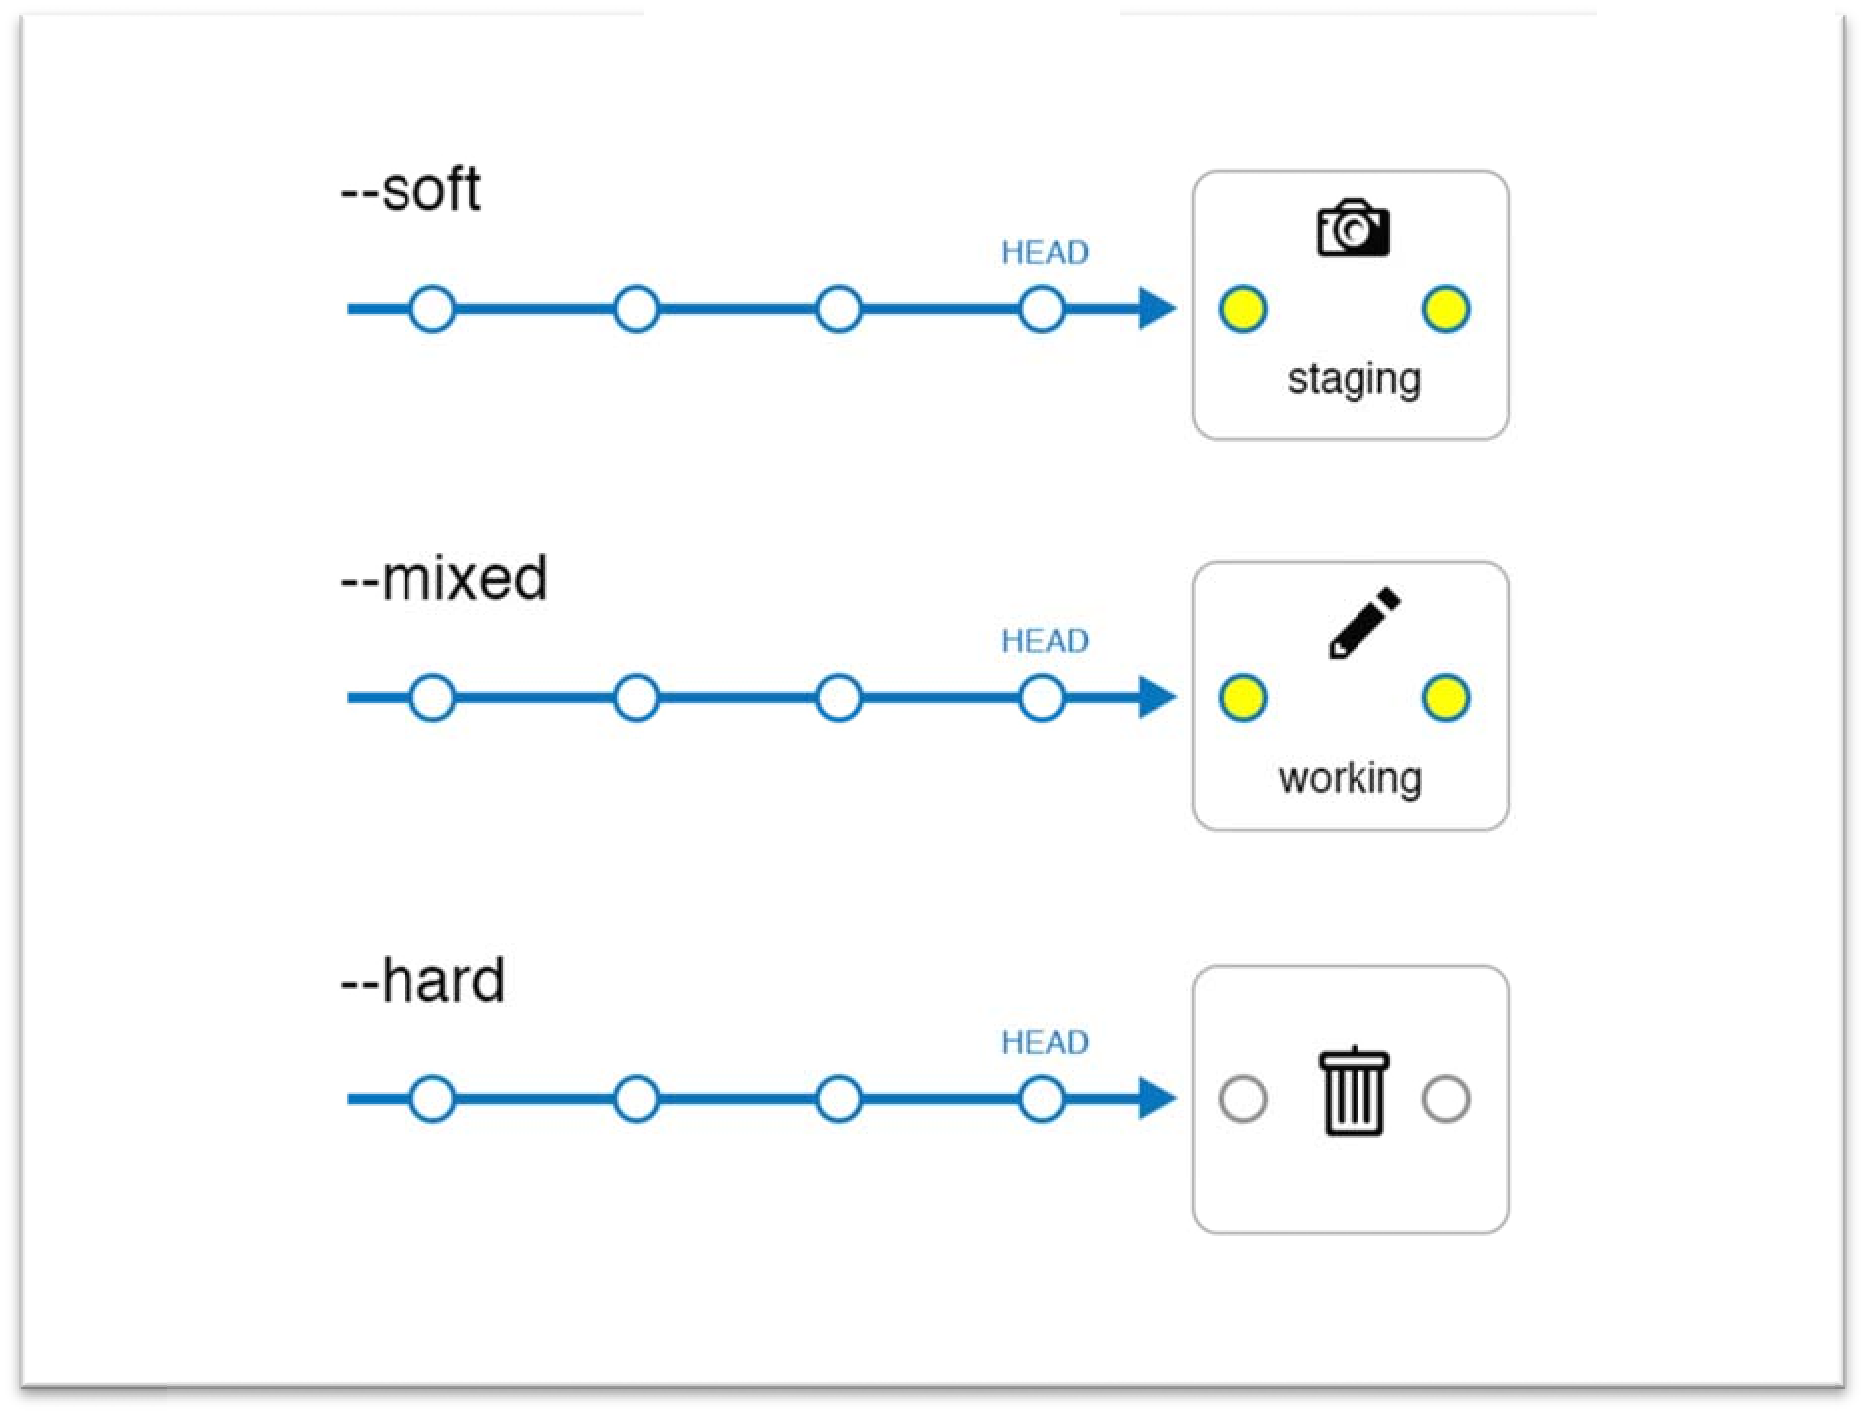 --soft
HEAD
staging
--mixed
HEAD
working
--hard
HEAD